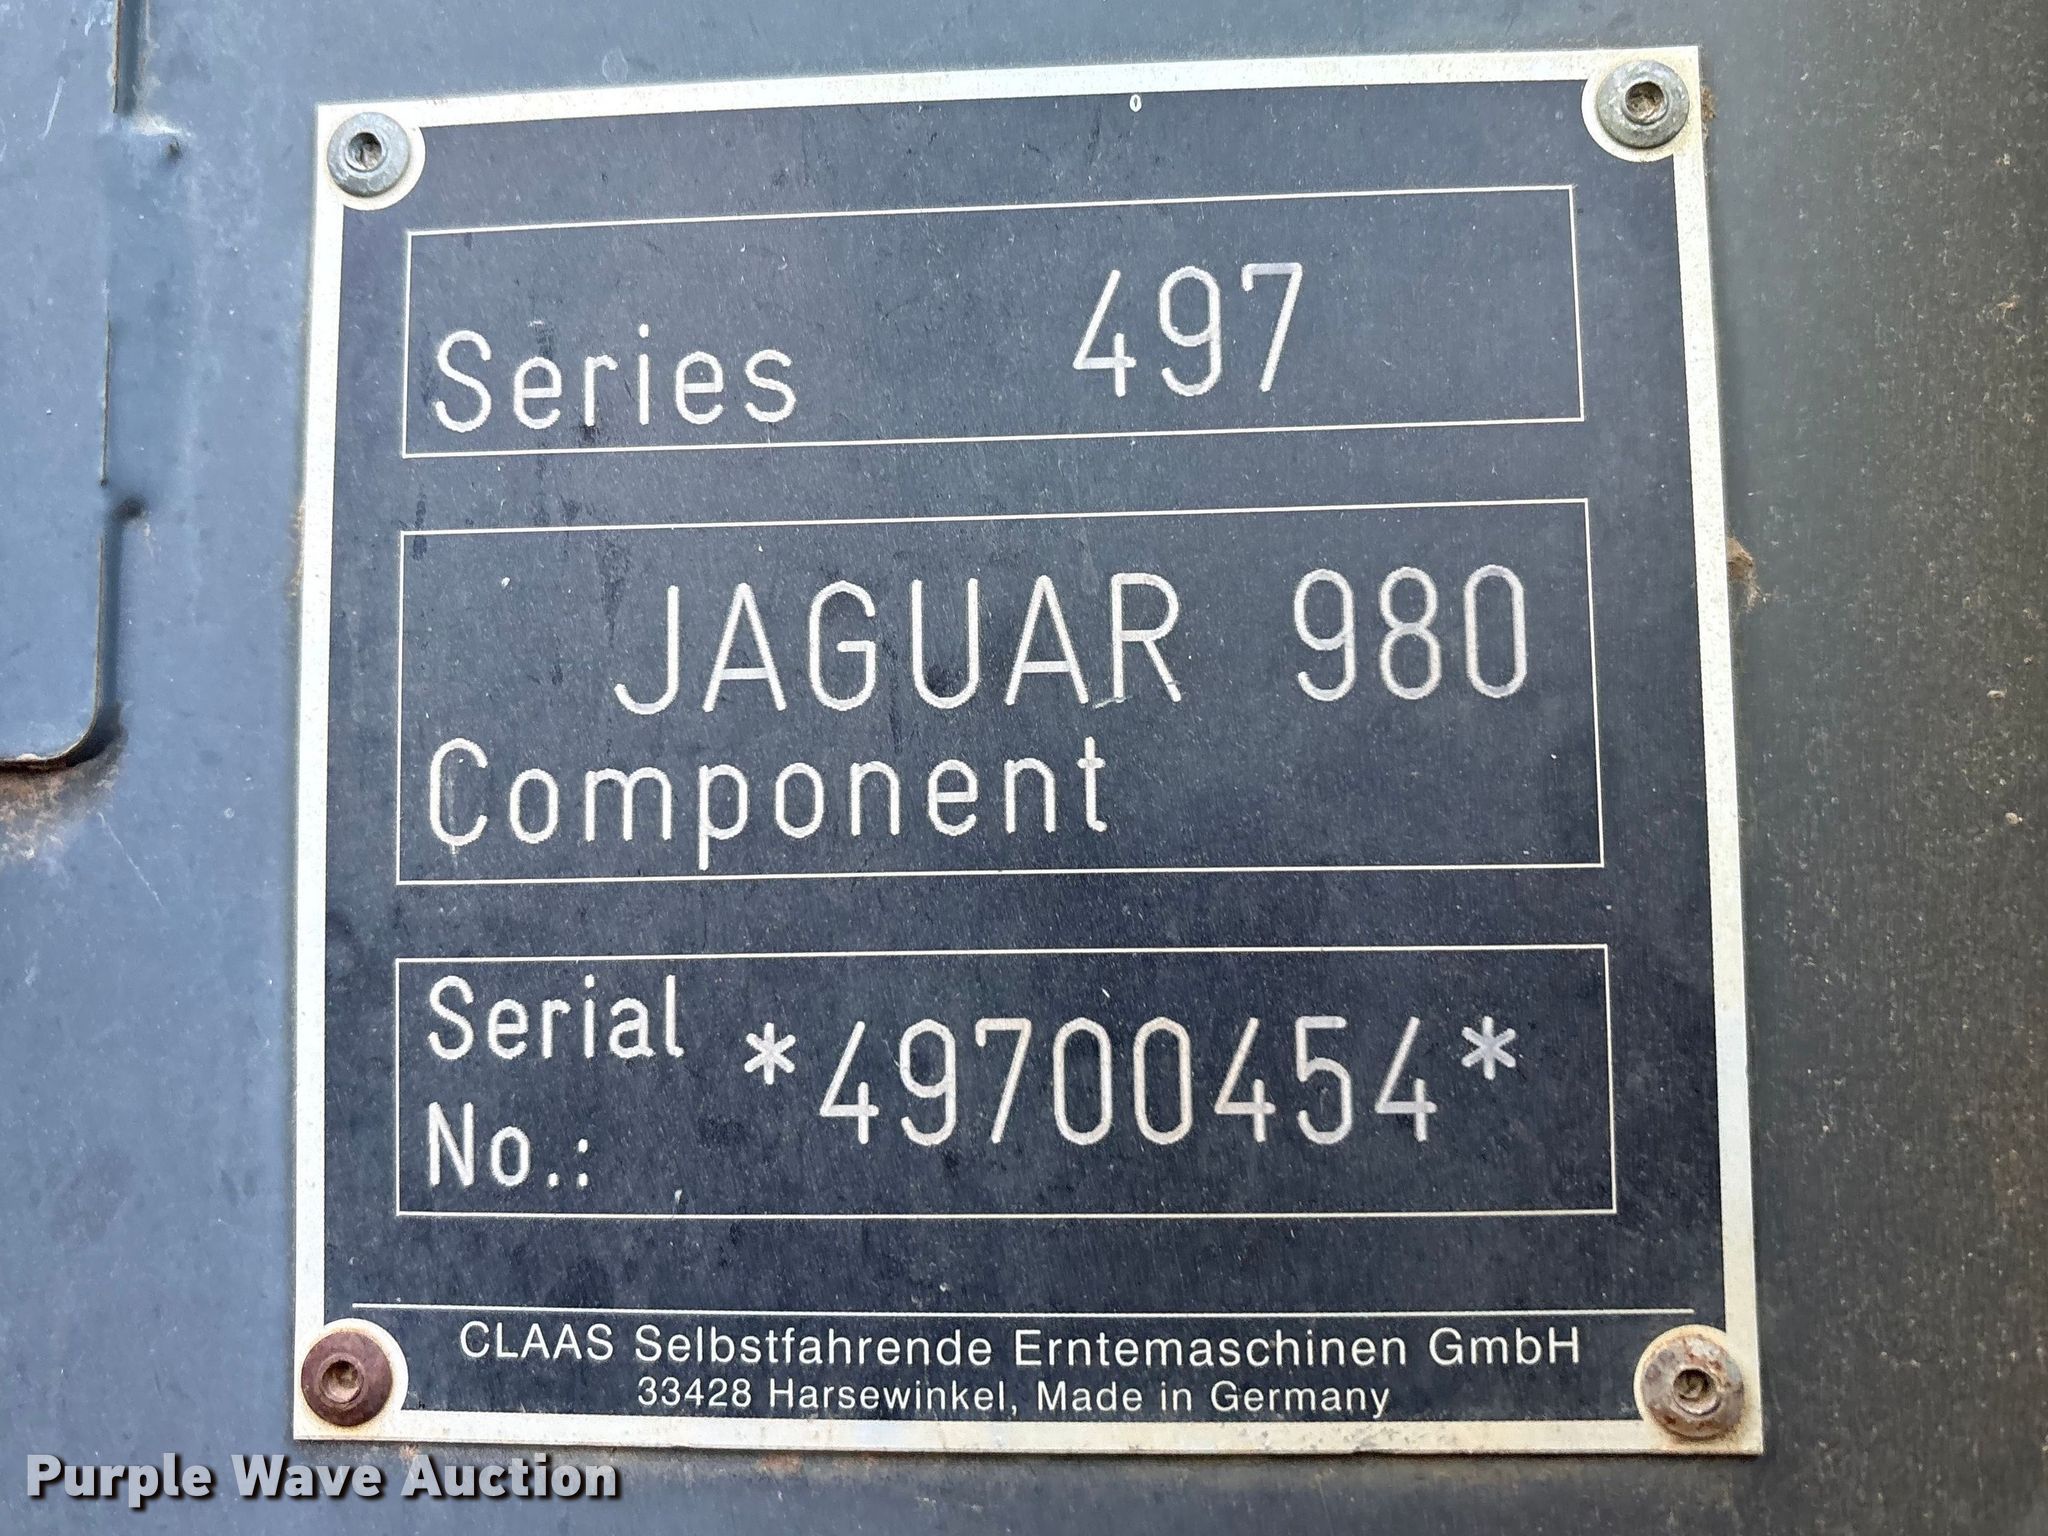 Series 497
JAGUAR 980
Component
Serial
No.: *49700454*
CLAAS Selbstfahrende Erntemaschinen GmbH
33428 Harsewinkel, Made in Germany
Purple Wave Auction